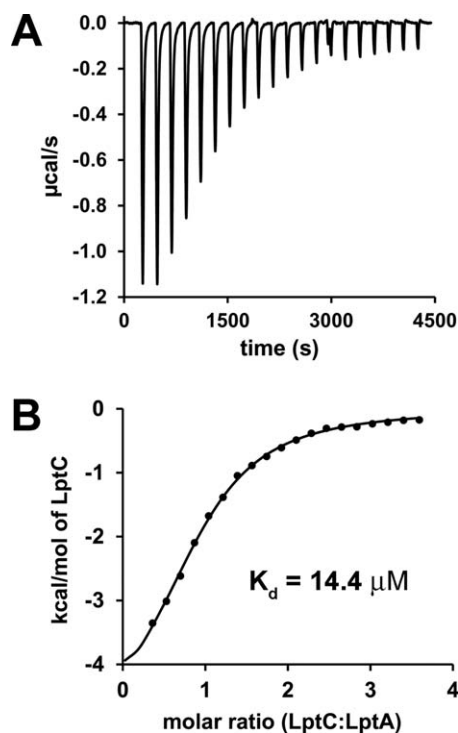 A
0.0
-0.2
-0.4
-0.6
-0.8
-1.0
-1.2
µcal/s
0 1500 3000 4500
time (s)
B
0
-1
-2
-3
-4
kcal/mol of LptC
K_d = 14.4 µM
0 1 2 3 4
molar ratio (LptC:LptA)